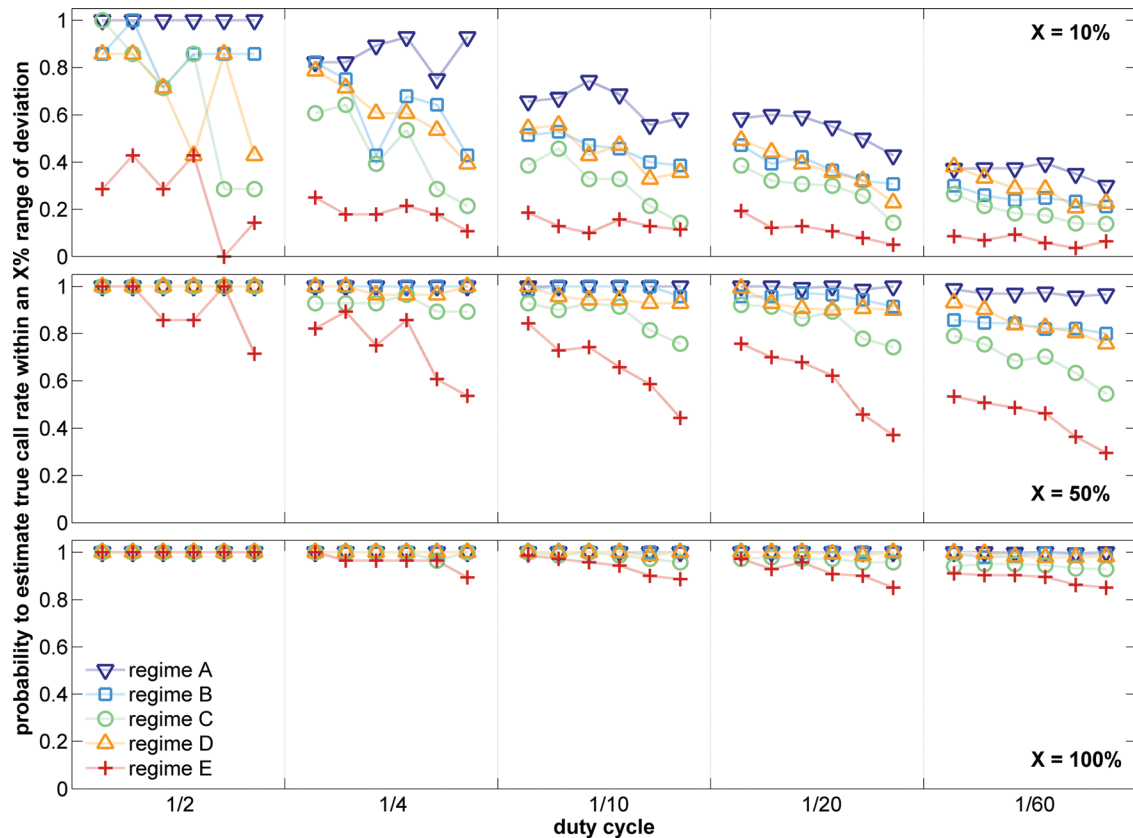 probability to estimate true call rate within an X% range of deviation
1
0.8
0.6
0.4
0.2
0
X = 10%
1
0.8
0.6
0.4
0.2
0
X = 50%
1
0.8
0.6
0.4
0.2
0
regime A
regime B
regime C
regime D
regime E
X = 100%
1/2
1/4
1/10
1/20
1/60
duty cycle